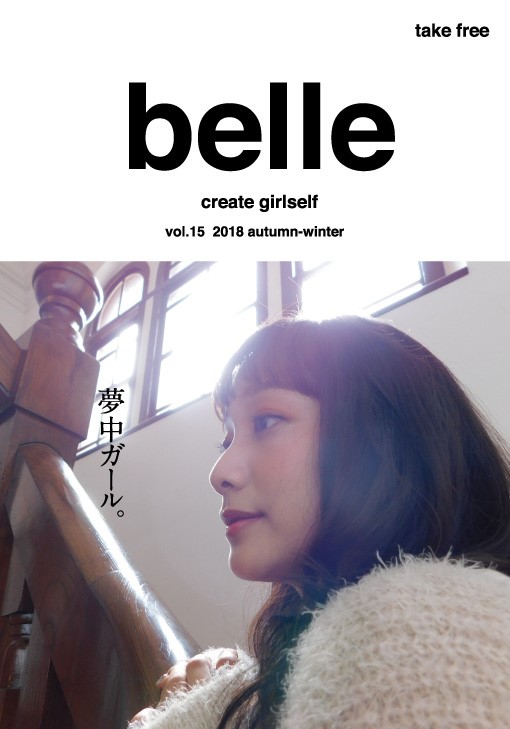 take free
belle
create girlself
vol.15 2018 autumn-winter
夢中ガール。